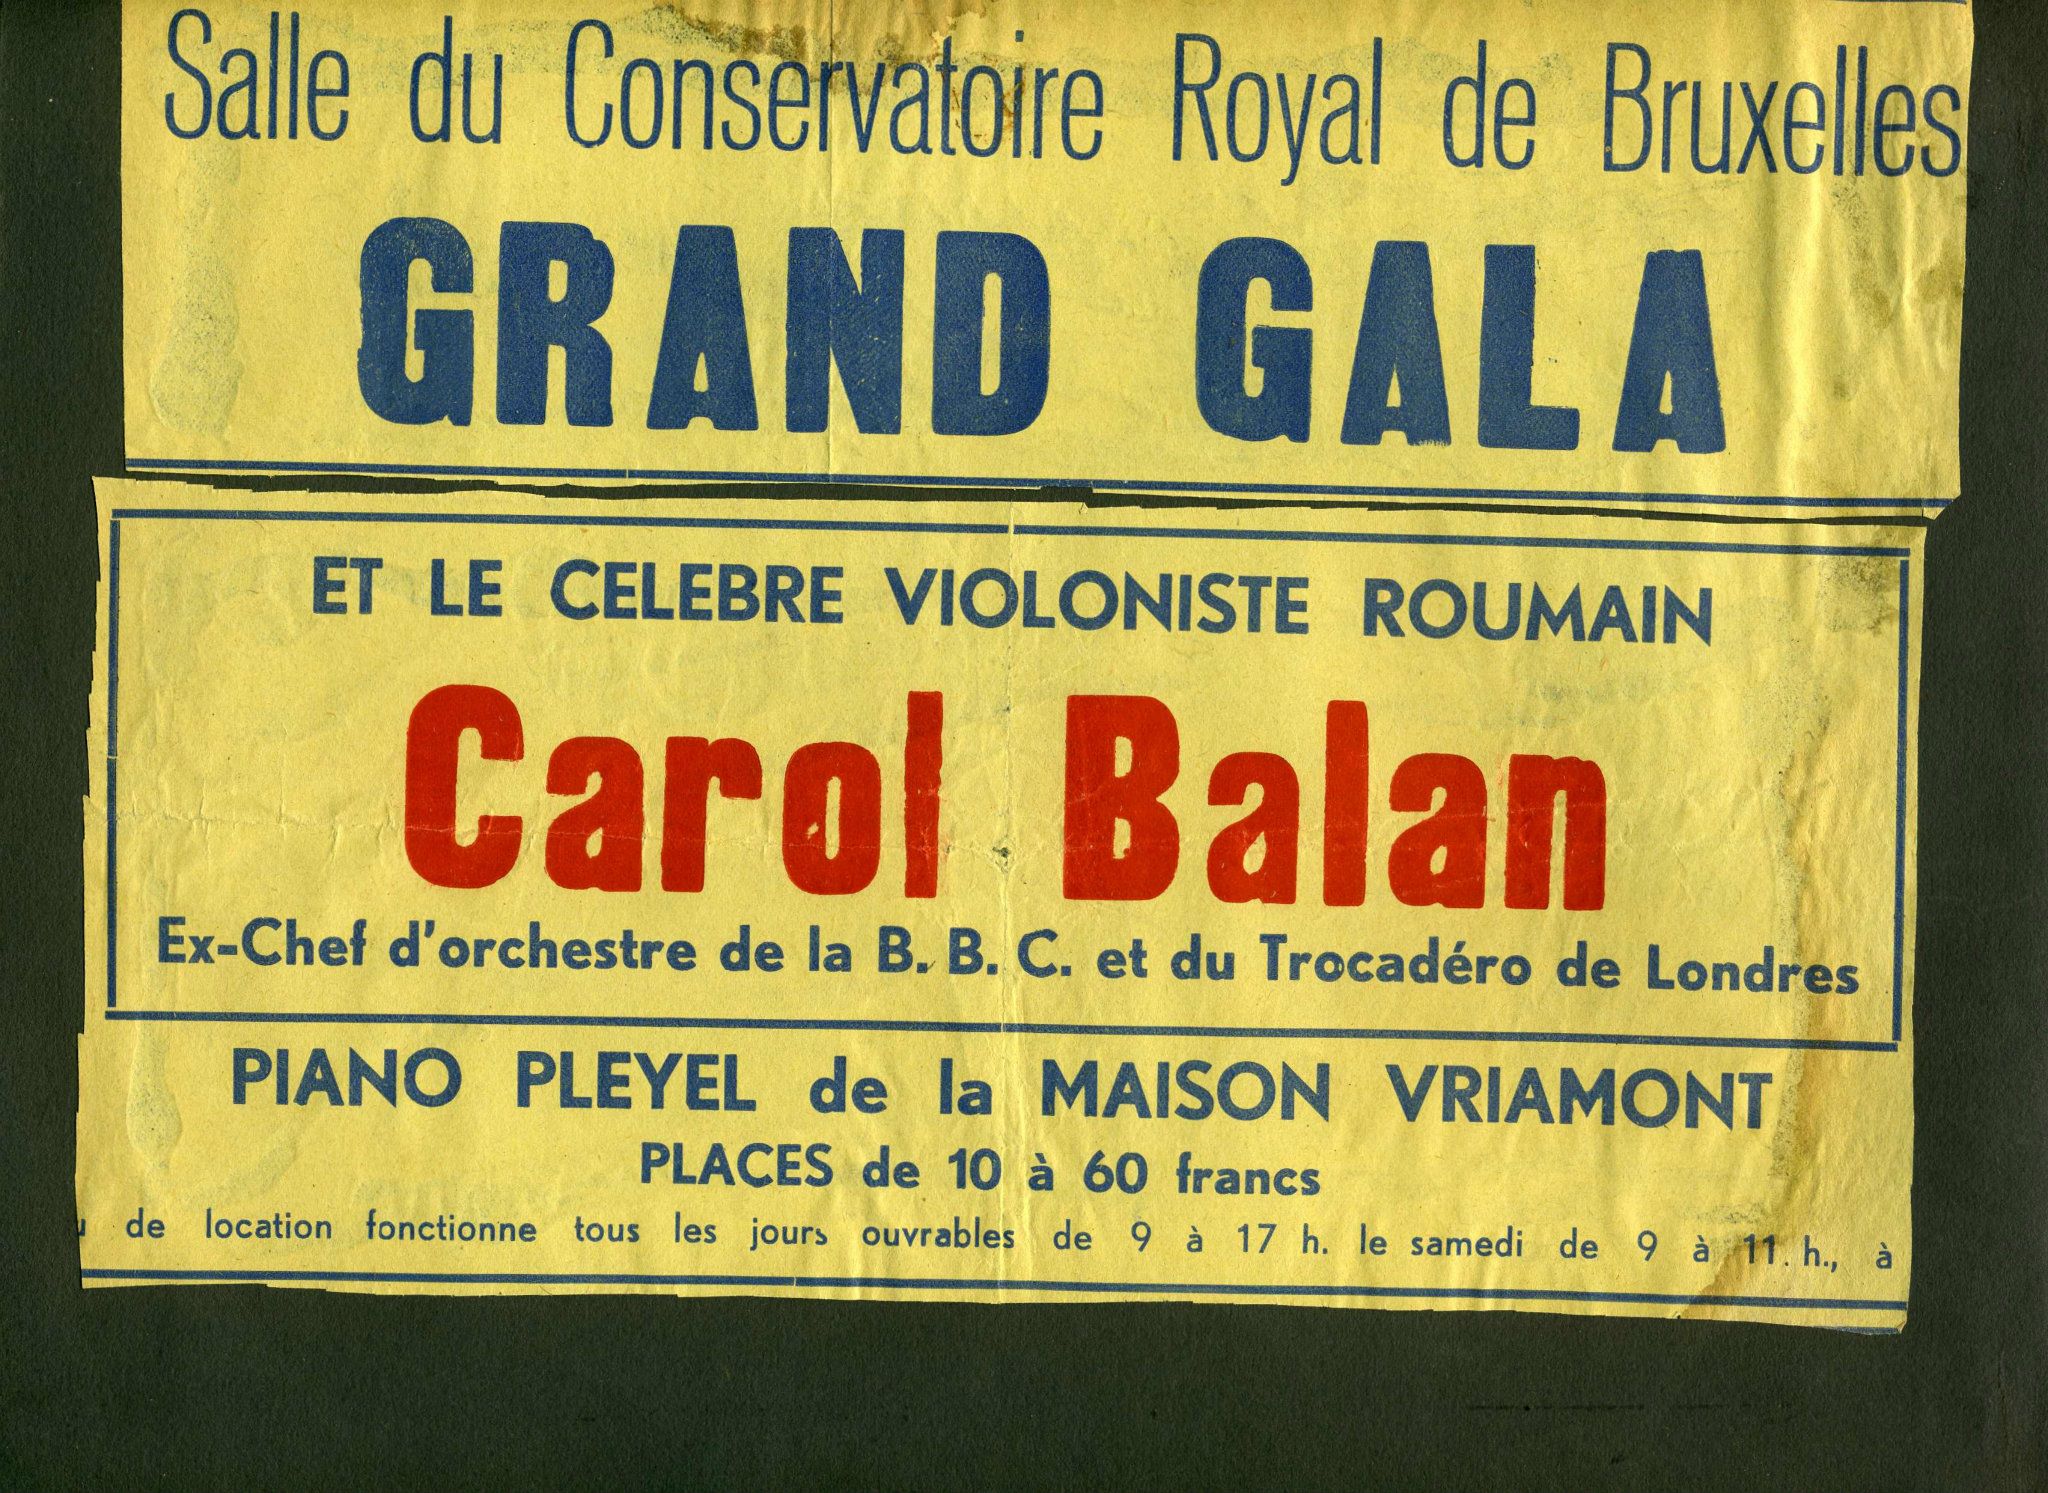 Salle du Conservatoire Royal de Bruxelles
GRAND GALA
ET LE CELEBRE VIOLONISTE ROUMAIN
Carol Balan
Ex-Chef d'orchestre de la B. B. C. et du Trocadéro de Londres
PIANO PLEYEL de la MAISON VRIAMONT
PLACES de 10 à 60 francs
de location fonctionne tous les jours ouvrables de 9 à 17 h. le samedi de 9 à 11 h., à